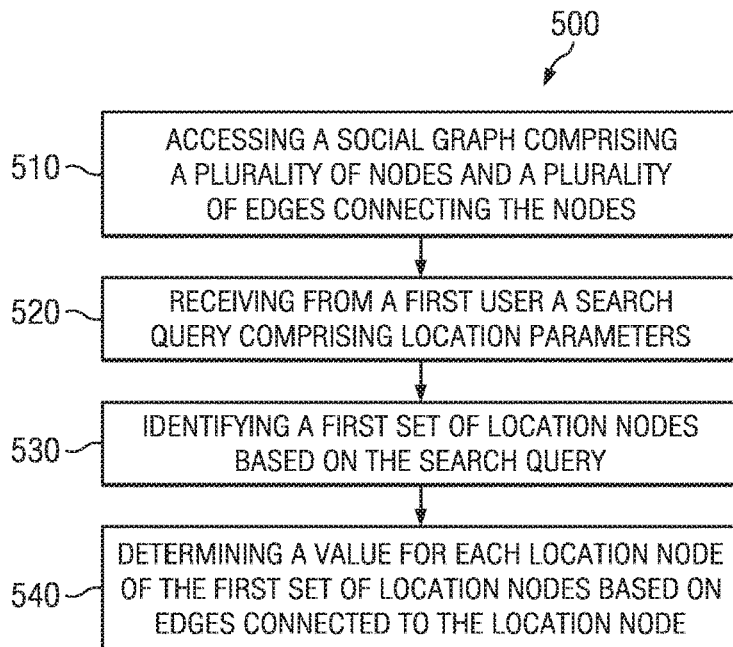 500
510
ACCESSING A SOCIAL GRAPH COMPRISING
A PLURALITY OF NODES AND A PLURALITY
OF EDGES CONNECTING THE NODES
520
RECEIVING FROM A FIRST USER A SEARCH
QUERY COMPRISING LOCATION PARAMETERS
530
IDENTIFYING A FIRST SET OF LOCATION NODES
BASED ON THE SEARCH QUERY
540
DETERMINING A VALUE FOR EACH LOCATION NODE
OF THE FIRST SET OF LOCATION NODES BASED ON
EDGES CONNECTED TO THE LOCATION NODE